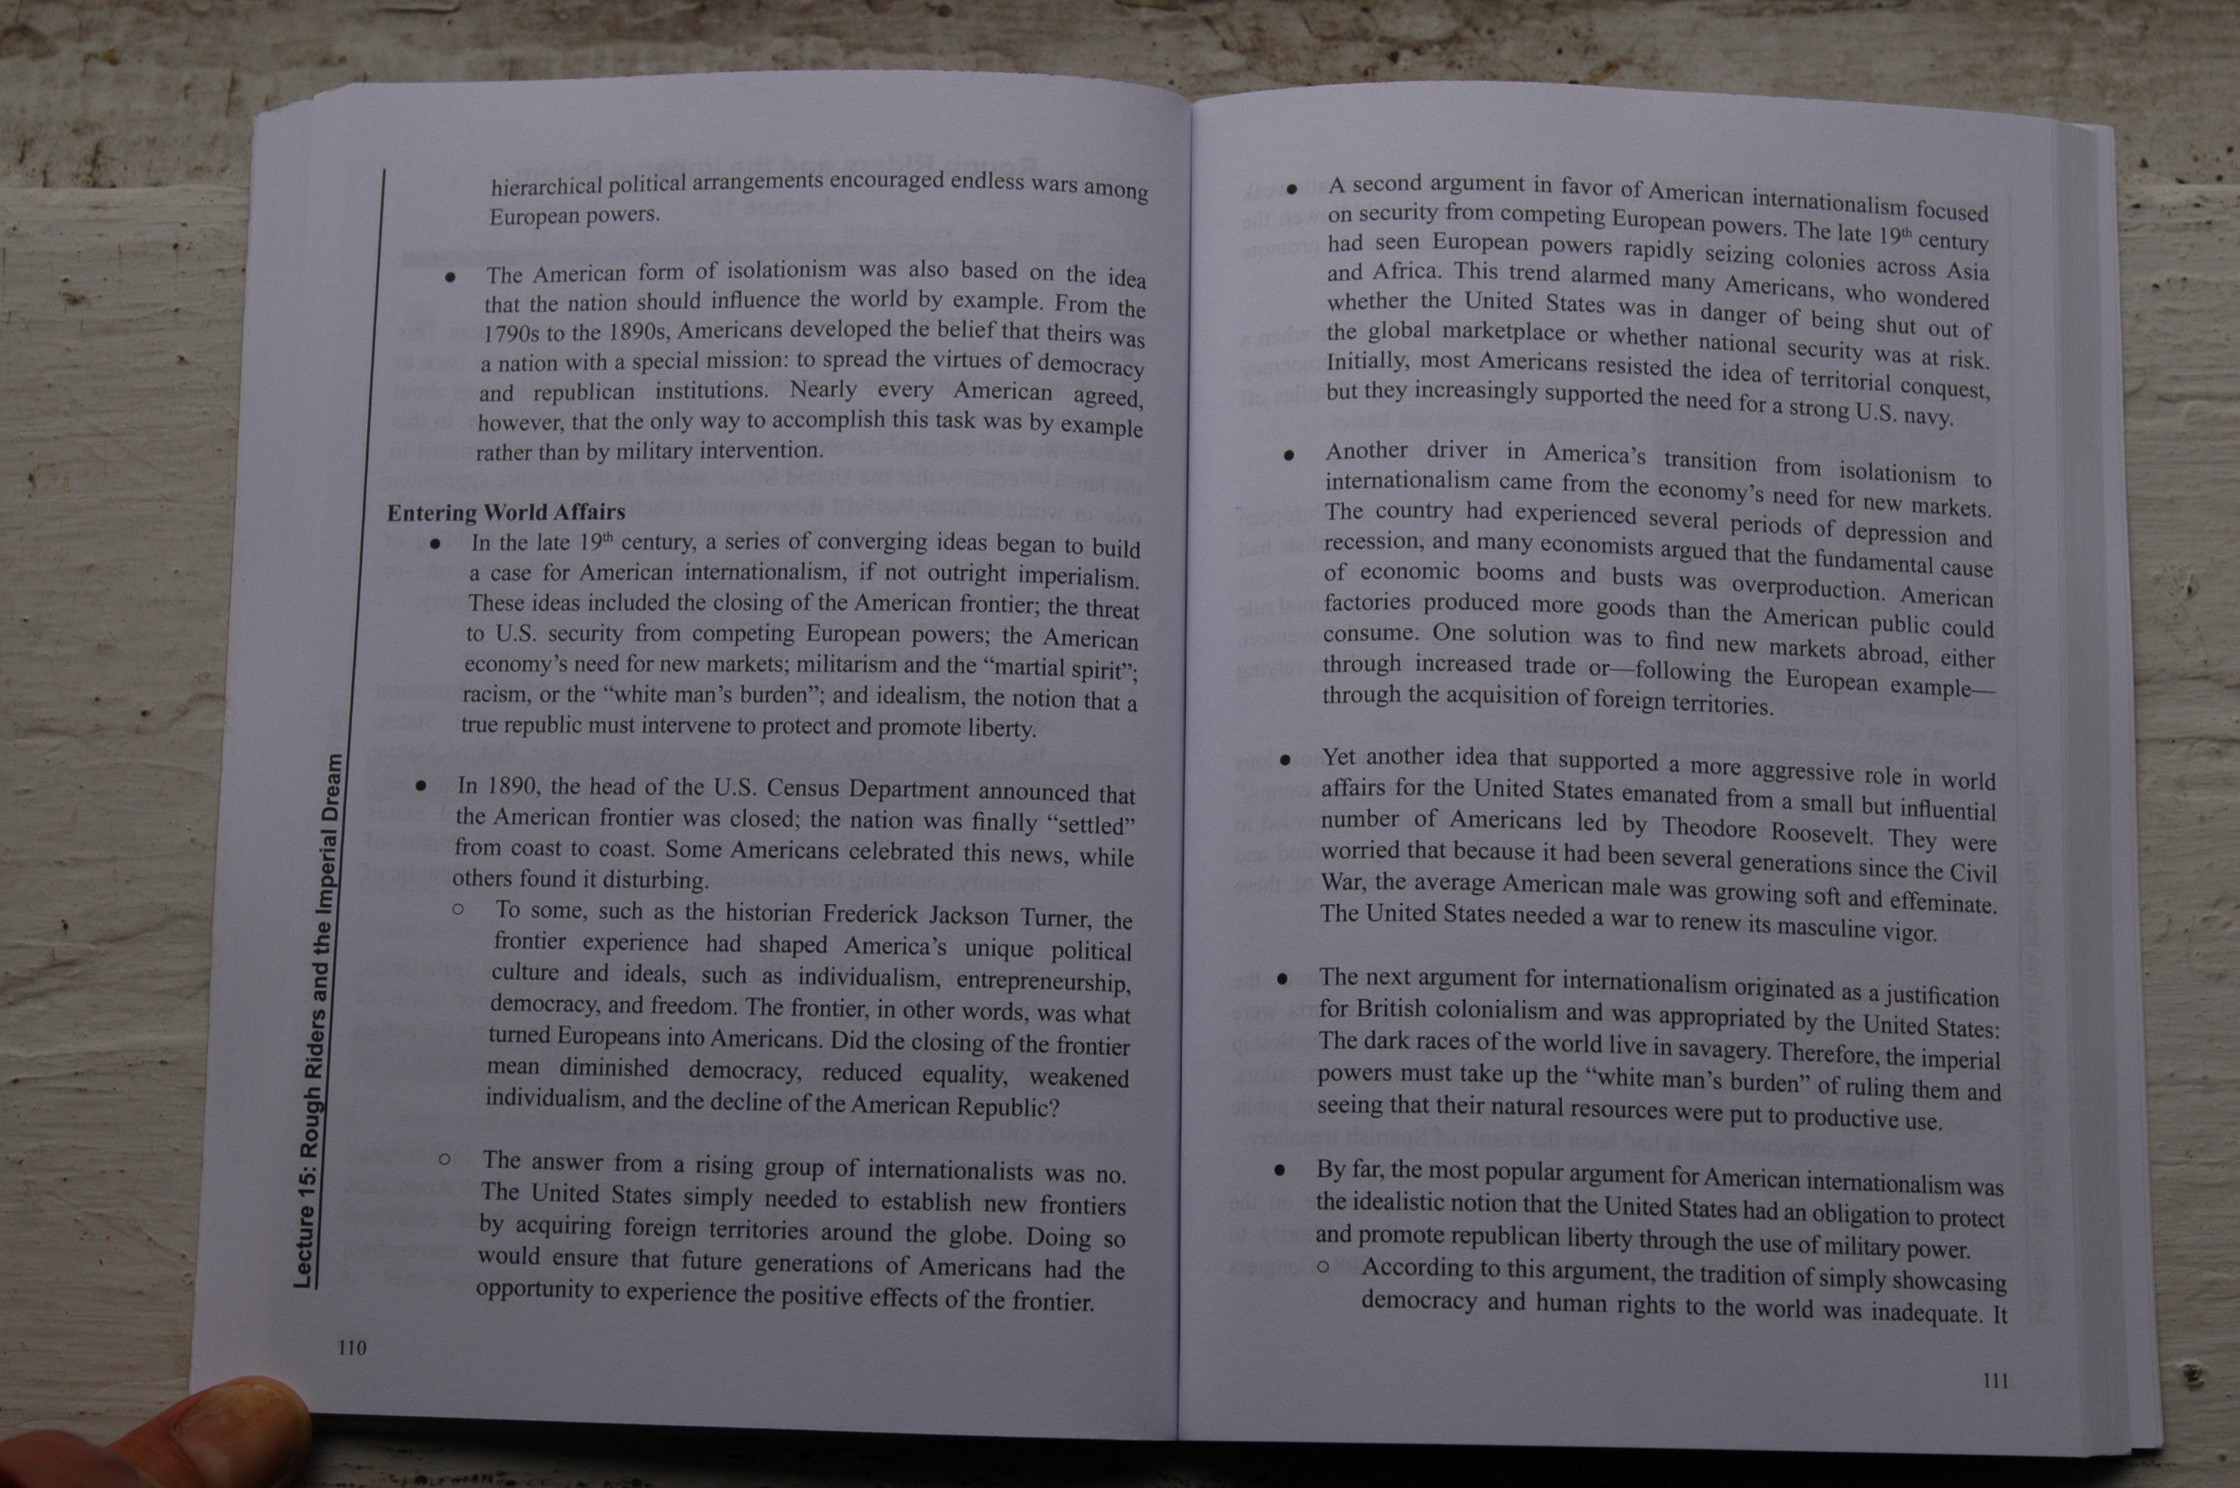 hierarchical political arrangements encouraged endless wars among
European powers.
• The American form of isolationism was also based on the idea
that the nation should influence the world by example. From the
1790s to the 1890s, Americans developed the belief that theirs was
a nation with a special mission: to spread the virtues of democracy
and republican institutions. Nearly every American agreed,
however, that the only way to accomplish this task was by example
rather than by military intervention.
Entering World Affairs
• In the late 19th century, a series of converging ideas began to build
a case for American internationalism, if not outright imperialism.
These ideas included the closing of the American frontier; the threat
to U.S. security from competing European powers; the American
economy’s need for new markets; militarism and the “martial spirit”;
racism, or the “white man’s burden”; and idealism, the notion that a
true republic must intervene to protect and promote liberty.
• In 1890, the head of the U.S. Census Department announced that
the American frontier was closed; the nation was finally “settled”
from coast to coast. Some Americans celebrated this news, while
others found it disturbing.
○ To some, such as the historian Frederick Jackson Turner, the
frontier experience had shaped America’s unique political
culture and ideals, such as individualism, entrepreneurship,
democracy, and freedom. The frontier, in other words, was what
turned Europeans into Americans. Did the closing of the frontier
mean diminished democracy, reduced equality, weakened
individualism, and the decline of the American Republic?
○ The answer from a rising group of internationalists was no.
The United States simply needed to establish new frontiers
by acquiring foreign territories around the globe. Doing so
would ensure that future generations of Americans had the
opportunity to experience the positive effects of the frontier.
Lecture 15: Rough Riders and the Imperial Dream
110
• A second argument in favor of American internationalism focused
on security from competing European powers. The late 19th century
had seen European powers rapidly seizing colonies across Asia
and Africa. This trend alarmed many Americans, who wondered
whether the United States was in danger of being shut out of
the global marketplace or whether national security was at risk.
Initially, most Americans resisted the idea of territorial conquest,
but they increasingly supported the need for a strong U.S. navy.
• Another driver in America’s transition from isolationism to
internationalism came from the economy’s need for new markets.
The country had experienced several periods of depression and
recession, and many economists argued that the fundamental cause
of economic booms and busts was overproduction. American
factories produced more goods than the American public could
consume. One solution was to find new markets abroad, either
through increased trade or—following the European example—
through the acquisition of foreign territories.
• Yet another idea that supported a more aggressive role in world
affairs for the United States emanated from a small but influential
number of Americans led by Theodore Roosevelt. They were
worried that because it had been several generations since the Civil
War, the average American male was growing soft and effeminate.
The United States needed a war to renew its masculine vigor.
• The next argument for internationalism originated as a justification
for British colonialism and was appropriated by the United States:
The dark races of the world live in savagery. Therefore, the imperial
powers must take up the “white man’s burden” of ruling them and
seeing that their natural resources were put to productive use.
• By far, the most popular argument for American internationalism was
the idealistic notion that the United States had an obligation to protect
and promote republican liberty through the use of military power.
○ According to this argument, the tradition of simply showcasing
democracy and human rights to the world was inadequate. It
111